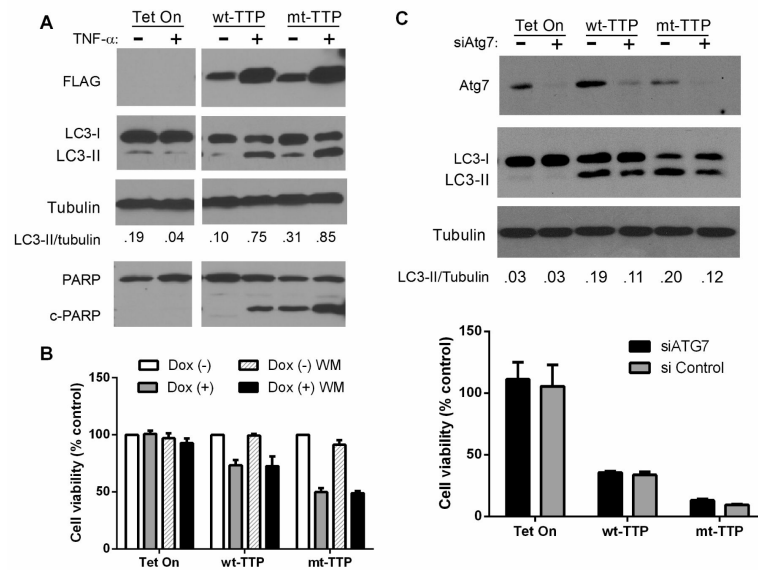 A
Tet On wt-TTP mt-TTP
TNF-α: – + – + – +
FLAG
LC3-I
LC3-II
Tubulin
LC3-II/tubulin .19 .04 .10 .75 .31 .85
PARP
c-PARP
B
Dox (-) Dox (-) WM
Dox (+) Dox (+) WM
Cell viability (% control)
150
100
50
0
Tet On wt-TTP mt-TTP
C
Tet On wt-TTP mt-TTP
siAtg7: – + – + – +
Atg7
LC3-I
LC3-II
Tubulin
LC3-II/Tubulin .03 .03 .19 .11 .20 .12
siATG7
si Control
Cell viability (% control)
150
100
50
0
Tet On wt-TTP mt-TTP